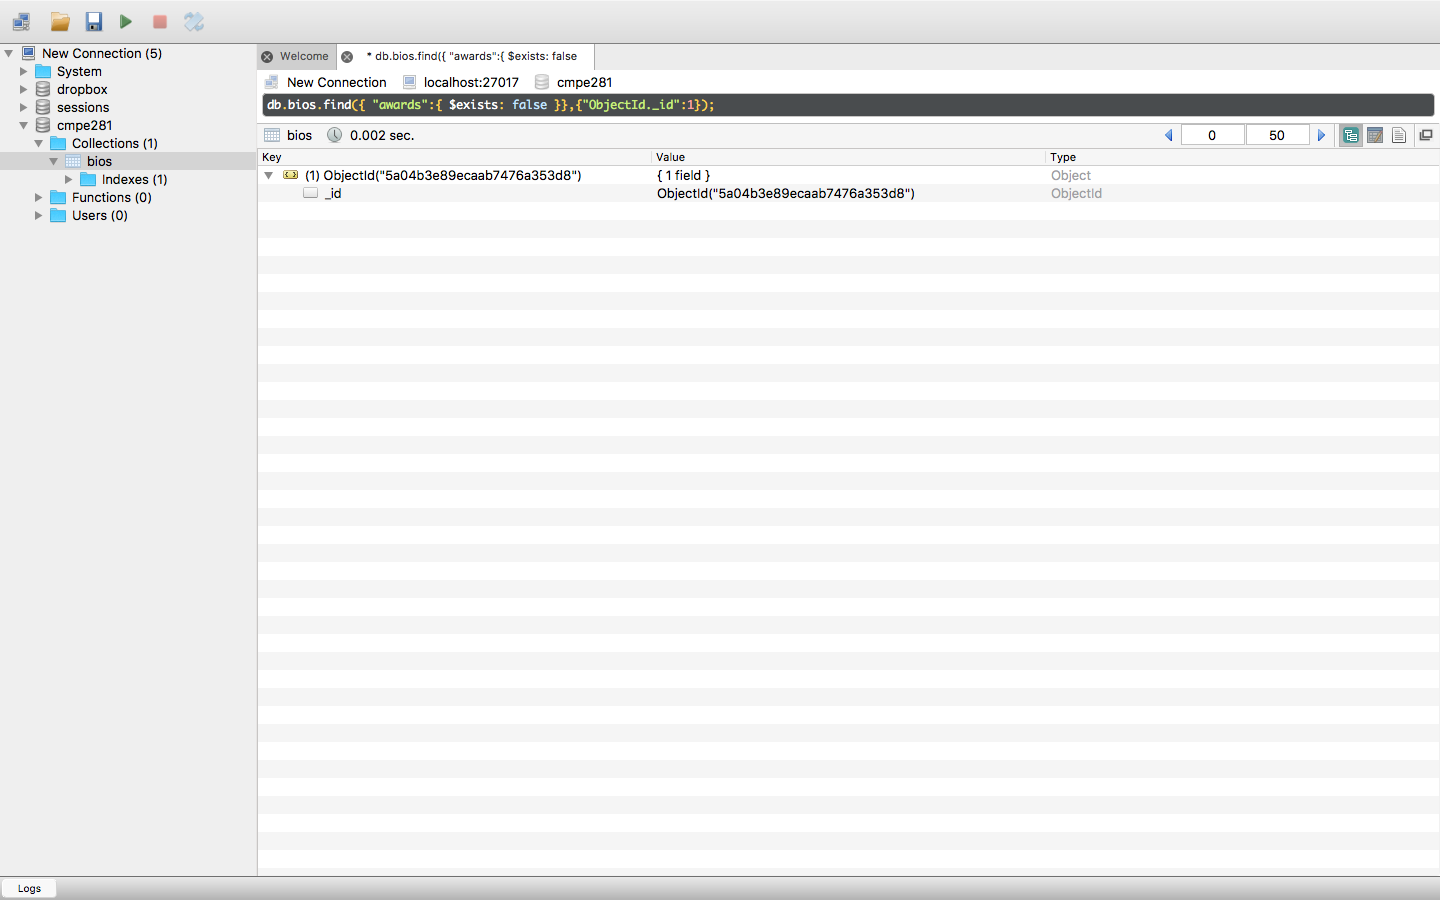 New Connection (5)
System
dropbox
sessions
cmpe281
Collections (1)
bios
Indexes (1)
Functions (0)
Users (0)
Welcome
* db.bios.find({ "awards":{ $exists: false
New Connection localhost:27017 cmpe281
db.bios.find({ "awards":{ $exists: false }},{"ObjectId._id":1});
bios 0.002 sec. 0 50
Key Value Type
(1) ObjectId("5a04b3e89ecaab7476a353d8") { 1 field } Object
_id ObjectId("5a04b3e89ecaab7476a353d8") ObjectId
Logs